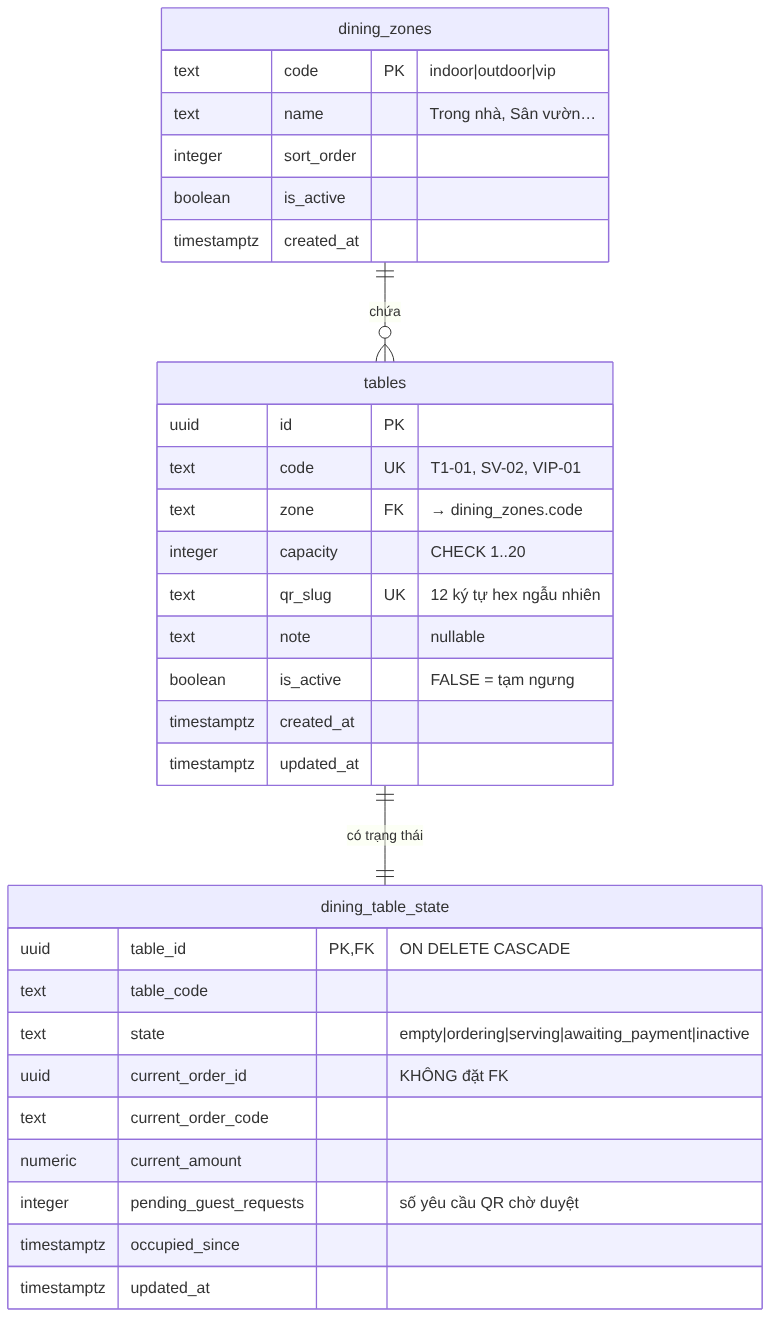 dining_zones
text code PK indoor|outdoor|vip
text name Trong nhà, Sân vườn…
integer sort_order
boolean is_active
timestamptz created_at
chứa
tables
uuid id PK
text code UK T1-01, SV-02, VIP-01
text zone FK → dining_zones.code
integer capacity CHECK 1..20
text qr_slug UK 12 ký tự hex ngẫu nhiên
text note nullable
boolean is_active FALSE = tạm ngưng
timestamptz created_at
timestamptz updated_at
có trạng thái
dining_table_state
uuid table_id PK,FK ON DELETE CASCADE
text table_code
text state empty|ordering|serving|awaiting_payment|inactive
uuid current_order_id KHÔNG đặt FK
text current_order_code
numeric current_amount
integer pending_guest_requests số yêu cầu QR chờ duyệt
timestamptz occupied_since
timestamptz updated_at